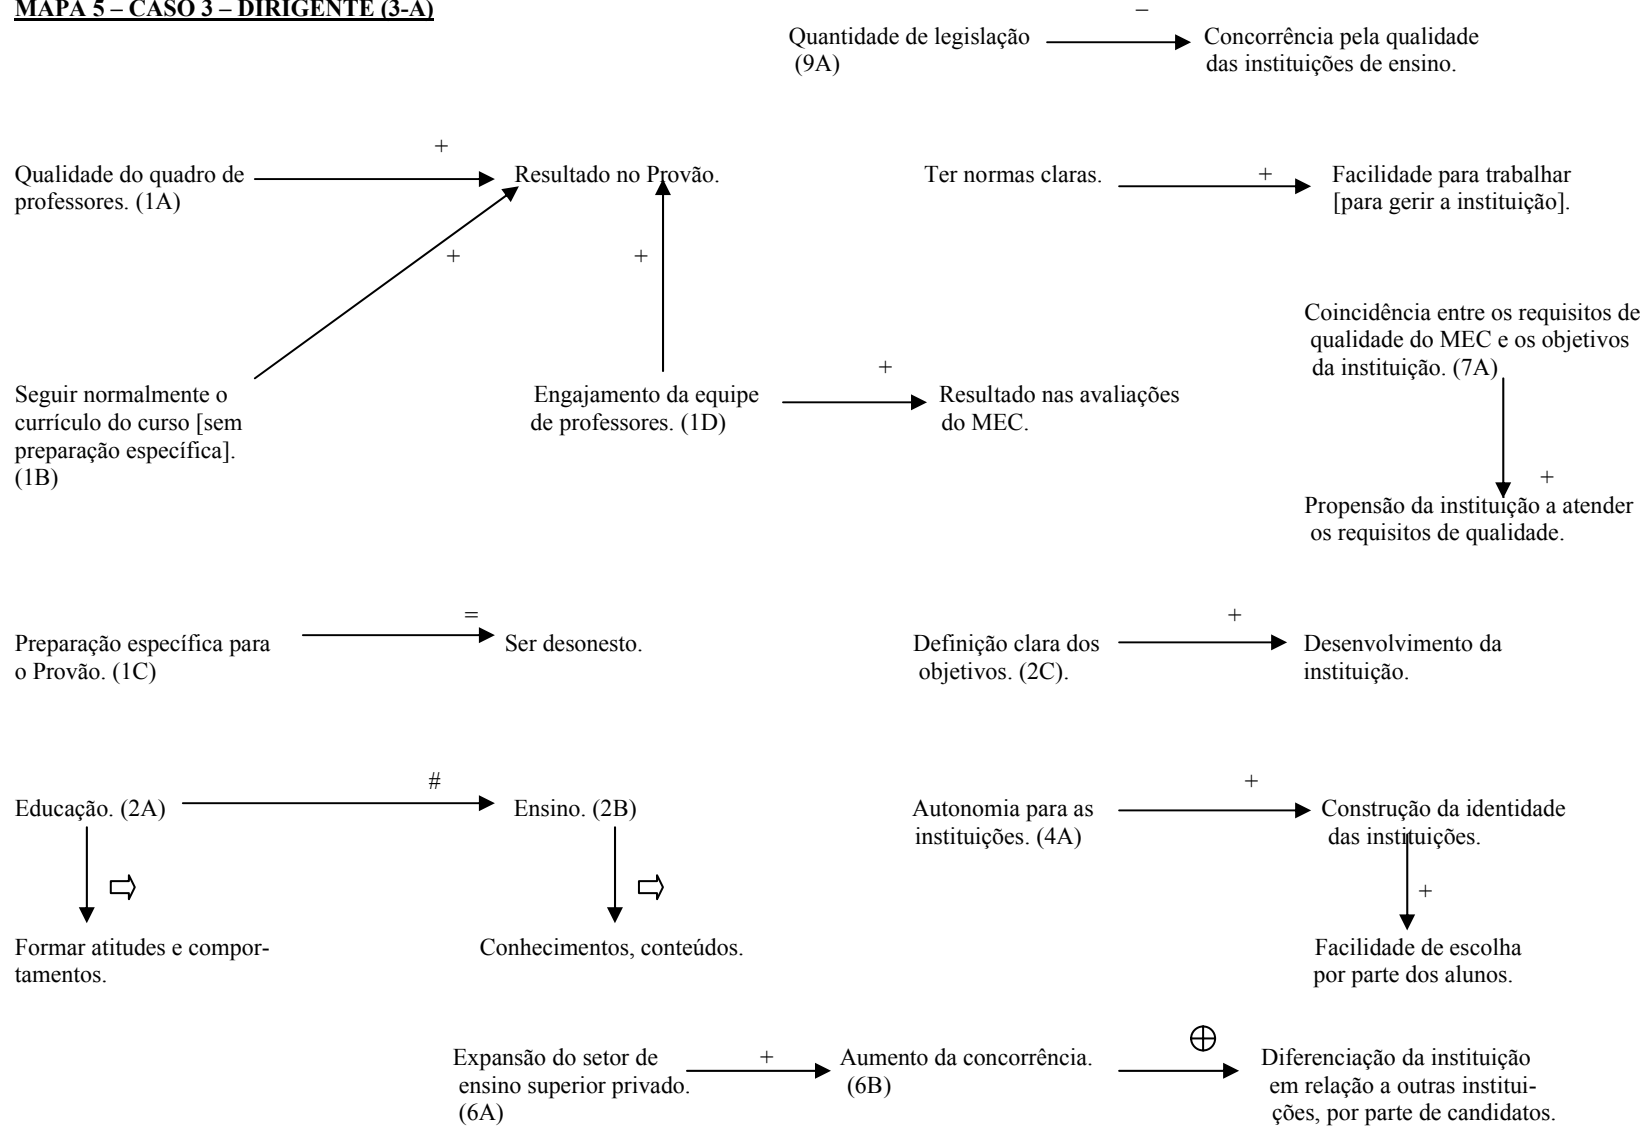 MAPA 5 – CASO 3 – DIRIGENTE (3-A)
–
Quantidade de legislação
(9A)
Concorrência pela qualidade
das instituições de ensino.
+
Qualidade do quadro de
professores. (1A)
Resultado no Provão.
Ter normas claras.
+
Facilidade para trabalhar
[para gerir a instituição].
+
+
Coincidência entre os requisitos de
qualidade do MEC e os objetivos
da instituição. (7A)
Seguir normalmente o
currículo do curso [sem
preparação específica].
(1B)
Engajamento da equipe
de professores. (1D)
+
Resultado nas avaliações
do MEC.
+
Propensão da instituição a atender
os requisitos de qualidade.
Preparação específica para
o Provão. (1C)
=
Ser desonesto.
Definição clara dos
objetivos. (2C).
+
Desenvolvimento da
instituição.
Educação. (2A)
#
Ensino. (2B)
Autonomia para as
instituições. (4A)
+
Construção da identidade
das instituições.
+
Formar atitudes e compor-
tamentos.
Conhecimentos, conteúdos.
Facilidade de escolha
por parte dos alunos.
Expansão do setor de
ensino superior privado.
(6A)
+
Aumento da concorrência.
(6B)
⊕
Diferenciação da instituição
em relação a outras institui-
ções, por parte de candidatos.